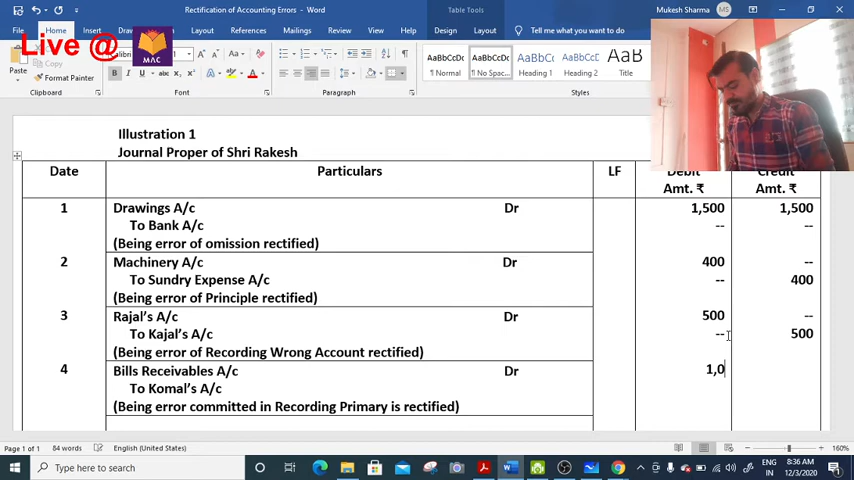 Rectification of Accounting Errors - Word
Table Tools
Mukesh Sharma
MS
File
Home
Layout
References
Mailings
Review
View
Design
Layout
Tell me what you want to do
Live @
MAC
Paste
Copy
Format Painter
Clipboard
Font
Paragraph
Styles
AaBbCc
AaBbCcDc
AaBbC
AaBbCcC
AaB
¶ Normal
¶ No Spac...
Heading 1
Heading 2
Title
Illustration 1
Journal Proper of Shri Rakesh
Date Particulars LF Debit Amt. ₹ Credit Amt. ₹
1 Drawings A/c Dr 1,500 1,500
To Bank A/c -- --
(Being error of omission rectified)
2 Machinery A/c Dr 400 --
To Sundry Expense A/c -- 400
(Being error of Principle rectified)
3 Rajal's A/c Dr 500 --
To Kajal's A/c -- 500
(Being error of Recording Wrong Account rectified)
4 Bills Receivables A/c Dr 1,0
To Komal's A/c
(Being error committed in Recording Primary is rectified)
Page 1 of 1 84 words English (United States) 160%
Type here to search
ENG
IN
8:36 AM
12/3/2020